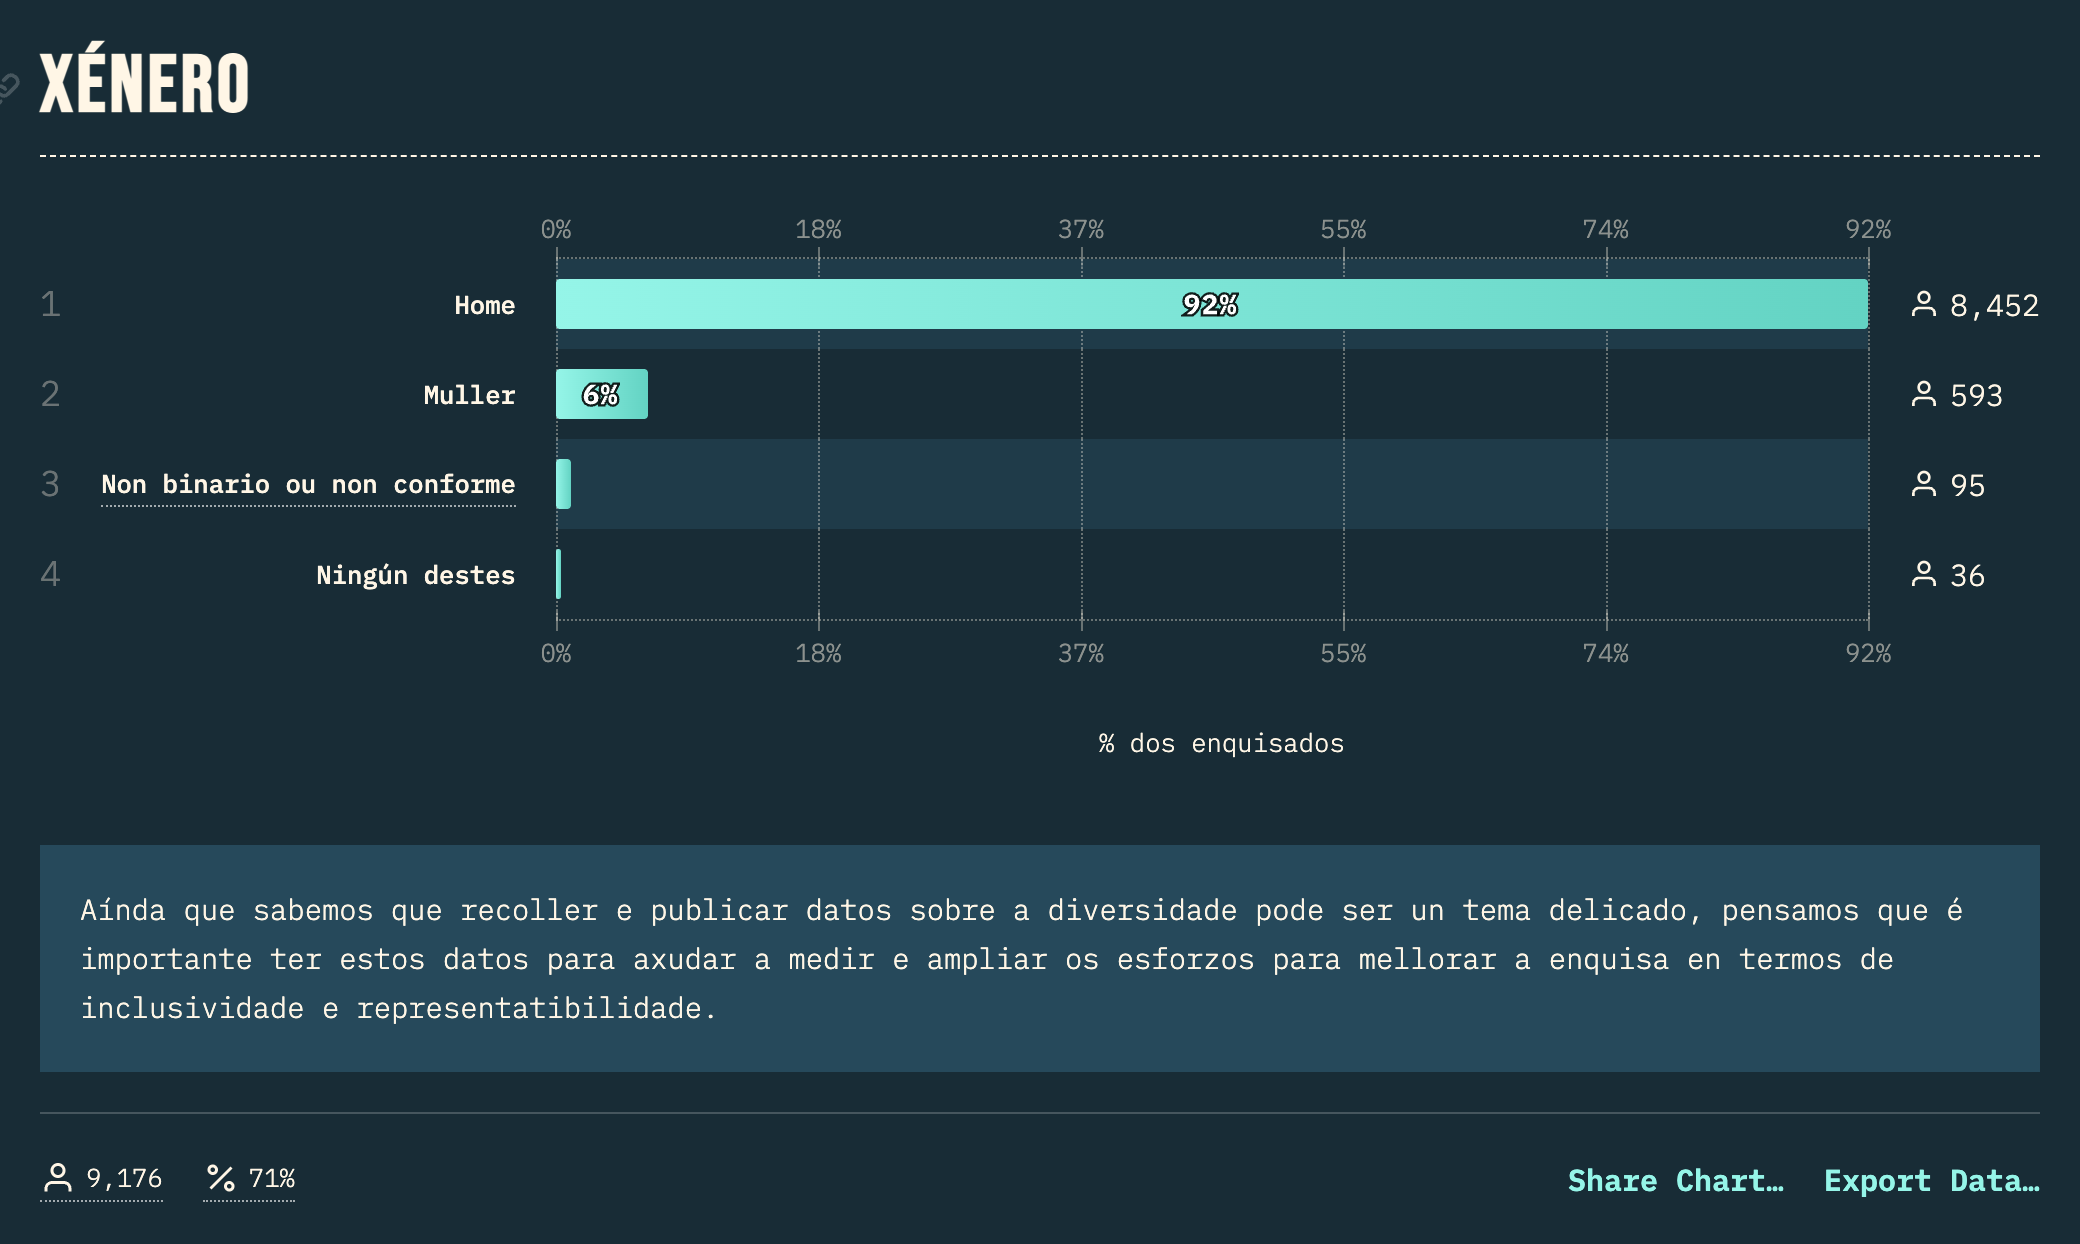 XÉNERO
0% 18% 37% 55% 74% 92%
1 Home 92% 8,452
2 Muller 6% 593
3 Non binario ou non conforme 95
4 Ningún destes 36
0% 18% 37% 55% 74% 92%
% dos enquisados
Aínda que sabemos que recoller e publicar datos sobre a diversidade pode ser un tema delicado, pensamos que é
importante ter estos datos para axudar a medir e ampliar os esforzos para mellorar a enquisa en termos de
inclusividade e representatibilidade.
9,176 71% Share Chart… Export Data…